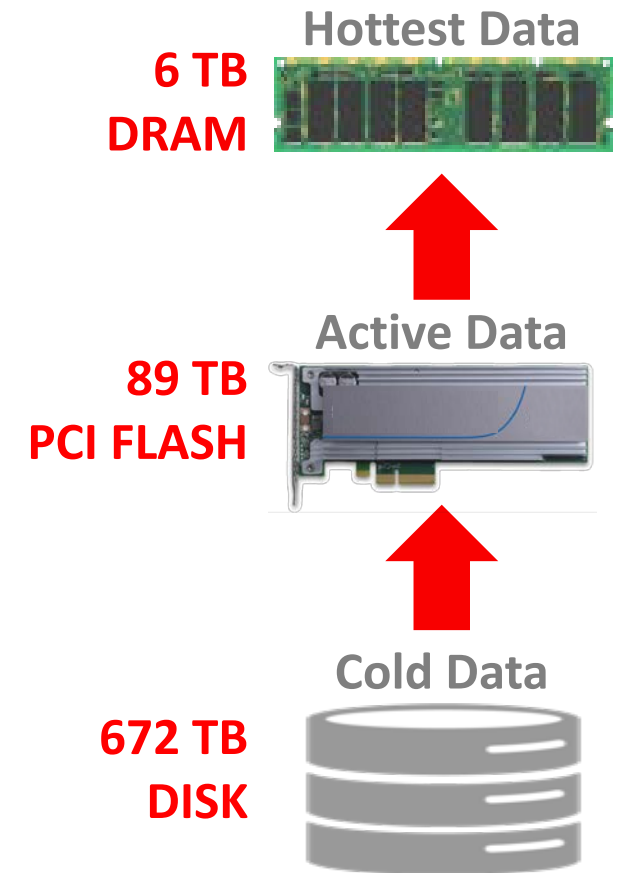 Hottest Data
6 TB
DRAM
Active Data
89 TB
PCI FLASH
Cold Data
672 TB
DISK